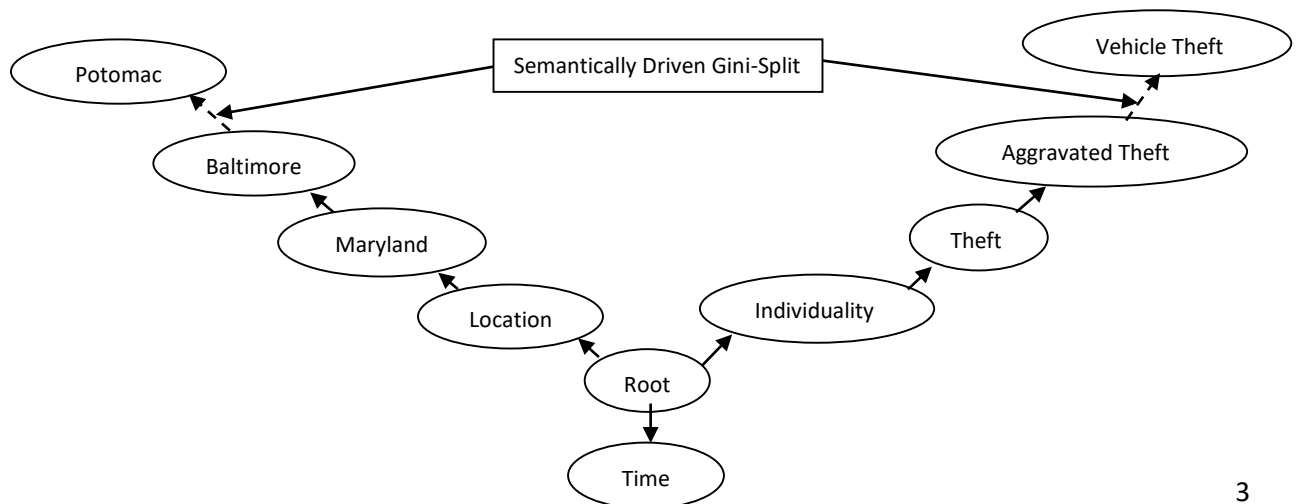 Vehicle Theft
Semantically Driven Gini-Split
Potomac
Aggravated Theft
Baltimore
Theft
Maryland
Individuality
Location
Root
Time
3